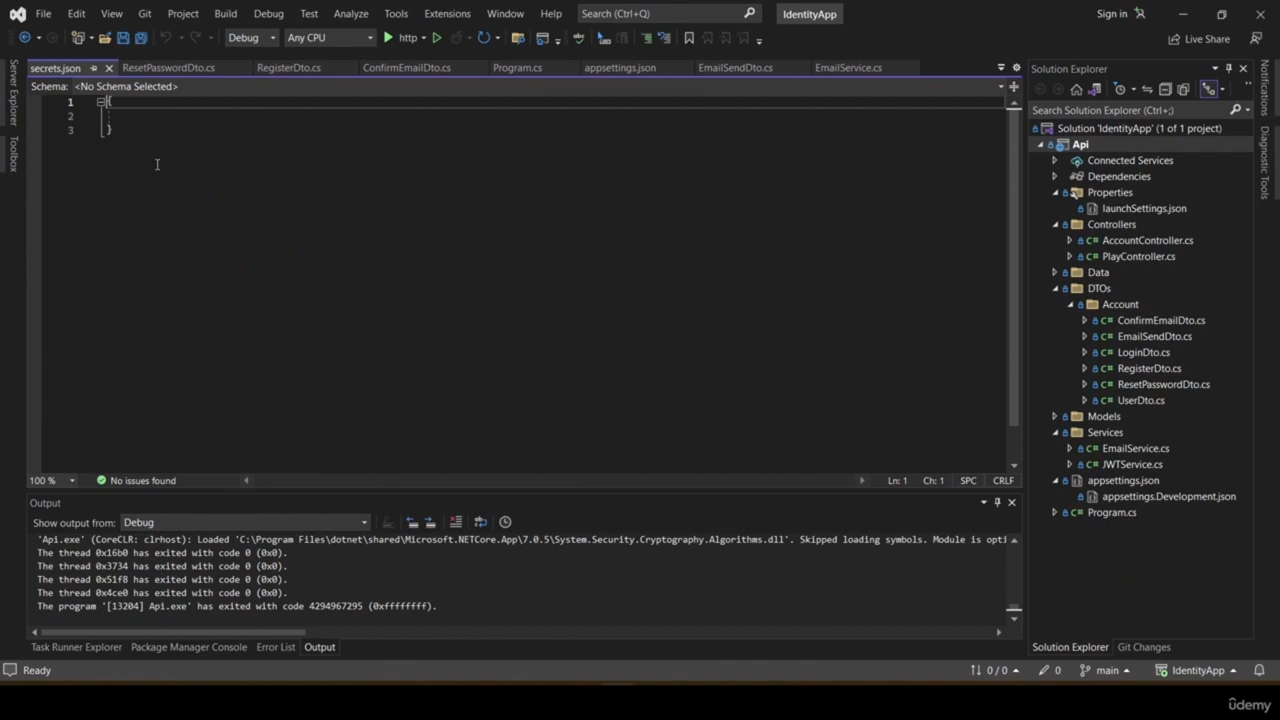 File Edit View Git Project Build Debug Test Analyze Tools Extensions Window Help Search (Ctrl+Q) IdentityApp Sign in
Debug Any CPU http Live Share
secrets.json ResetPasswordDto.cs RegisterDto.cs ConfirmEmailDto.cs Program.cs appsettings.json EmailSendDto.cs EmailService.cs
Schema: <No Schema Selected>
1 {
2
3 }
100 % No issues found Ln: 1 Ch: 1 SPC CRLF
Output
Show output from: Debug
'Api.exe' (CoreCLR: clrhost): Loaded 'C:\Program Files\dotnet\shared\Microsoft.NETCore.App\7.0.5\System.Security.Cryptography.Algorithms.dll'. Skipped loading symbols. Module is opti
The thread 0x16b0 has exited with code 0 (0x0).
The thread 0x3734 has exited with code 0 (0x0).
The thread 0x51f8 has exited with code 0 (0x0).
The thread 0x4ce0 has exited with code 0 (0x0).
The program '[13204] Api.exe' has exited with code 4294967295 (0xffffffff).
Task Runner Explorer Package Manager Console Error List Output
Server Explorer
Toolbox
Solution Explorer
Search Solution Explorer (Ctrl+;)
Solution 'IdentityApp' (1 of 1 project)
Api
Connected Services
Dependencies
Properties
launchSettings.json
Controllers
AccountController.cs
PlayController.cs
Data
DTOs
Account
ConfirmEmailDto.cs
EmailSendDto.cs
LoginDto.cs
RegisterDto.cs
ResetPasswordDto.cs
UserDto.cs
Models
Services
EmailService.cs
JWTService.cs
appsettings.json
appsettings.Development.json
Program.cs
Solution Explorer Git Changes
Notifications
Diagnostic Tools
Ready 0 / 0 0 main IdentityApp
ûdemy